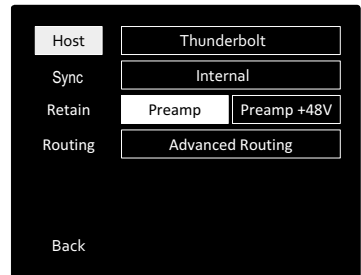 Host Thunderbolt
Sync Internal
Retain Preamp Preamp +48V
Routing Advanced Routing
Back